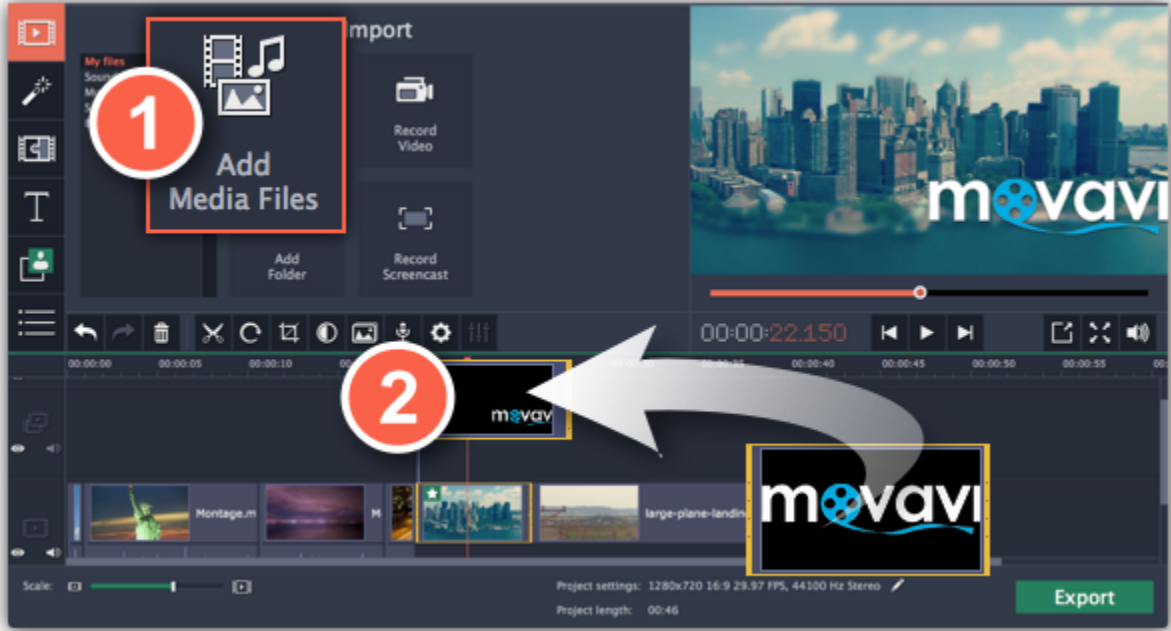 Import
My files
1
Add
Media Files
Record
Video
Add
Folder
Record
Screencast
movavi
T
00:00:22.150
00:00:00 00:00:05 00:00:10 00:00:35 00:00:40 00:00:45 00:00:50 00:00:55
2
movavi
Montage.m
large-plane-landin
movavi
Scale:
Project settings: 1280x720 16:9 29.97 FPS, 44100 Hz Stereo
Project length: 00:46
Export